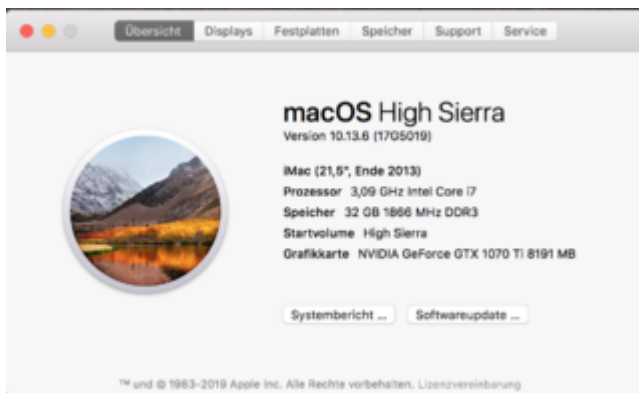 Übersicht Displays Festplatten Speicher Support Service
macOS High Sierra
Version 10.13.6 (17G5019)
iMac (21,5", Ende 2013)
Prozessor 3,09 GHz Intel Core i7
Speicher 32 GB 1866 MHz DDR3
Startvolume High Sierra
Grafikkarte NVIDIA GeForce GTX 1070 Ti 8191 MB
Systembericht ... Softwareupdate ...
™ und © 1983-2019 Apple Inc. Alle Rechte vorbehalten. Lizenzvereinbarung